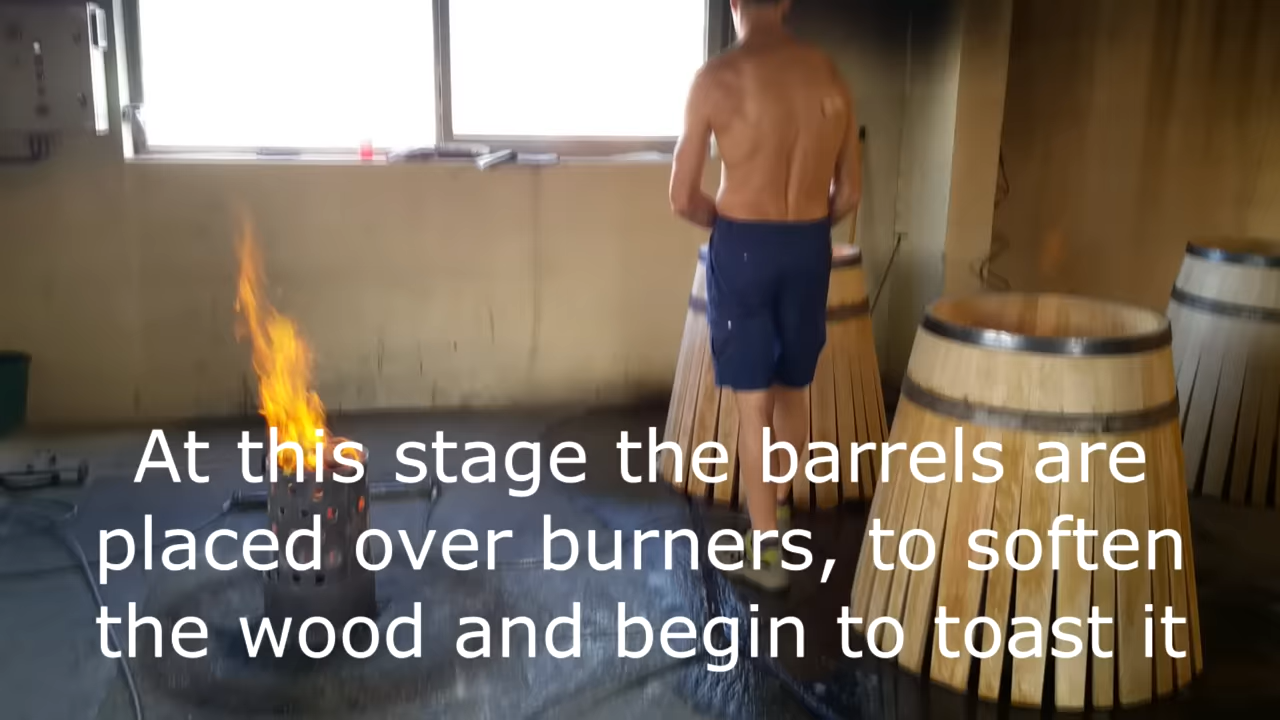 At this stage the barrels are
placed over burners, to soften
the wood and begin to toast it